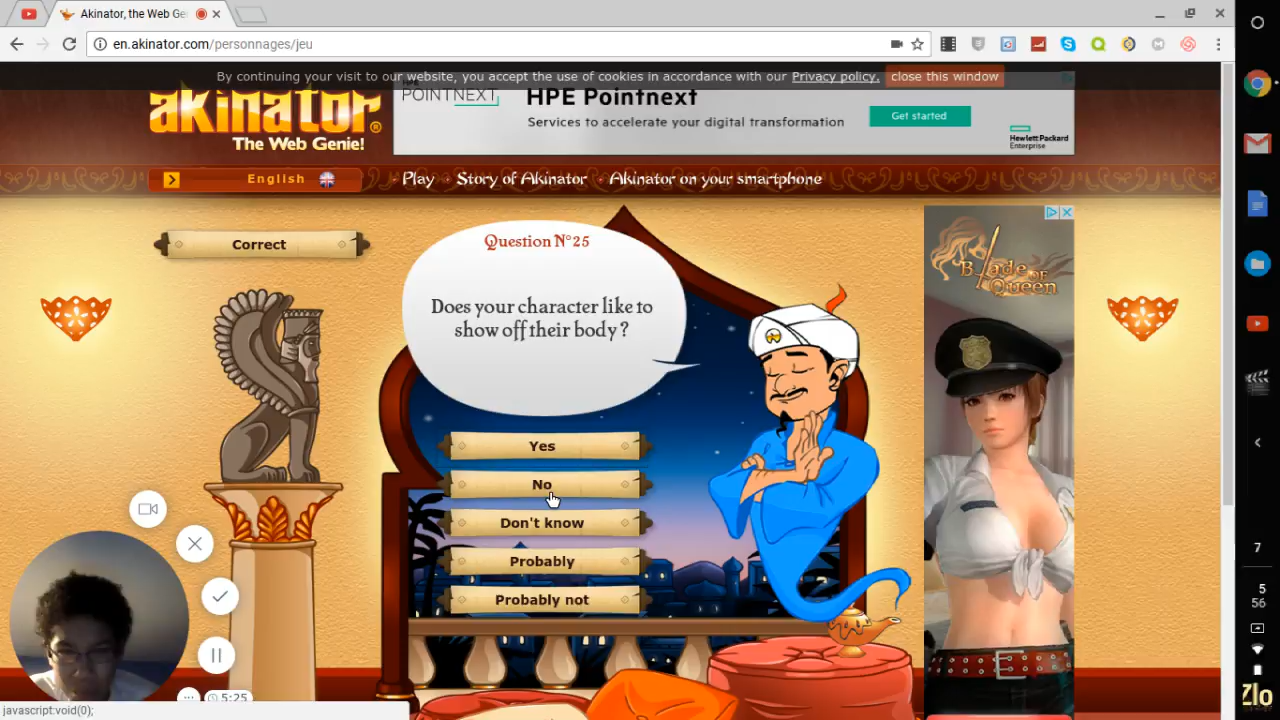 Akinator, the Web Ge
en.akinator.com/personnages/jeu
By continuing your visit to our website, you accept the use of cookies in accordance with our Privacy policy. close this window
akinator®
The Web Genie!
POINTNEXT
HPE Pointnext
Services to accelerate your digital transformation
Get started
Hewlett Packard
Enterprise
English
Play
Story of Akinator
Akinator on your smartphone
Correct
Question N°25
Does your character like to
show off their body ?
Yes
No
Don't know
Probably
Probably not
Blade of
Queen
5:25
javascript:void(0);
7
5
56
Zlo